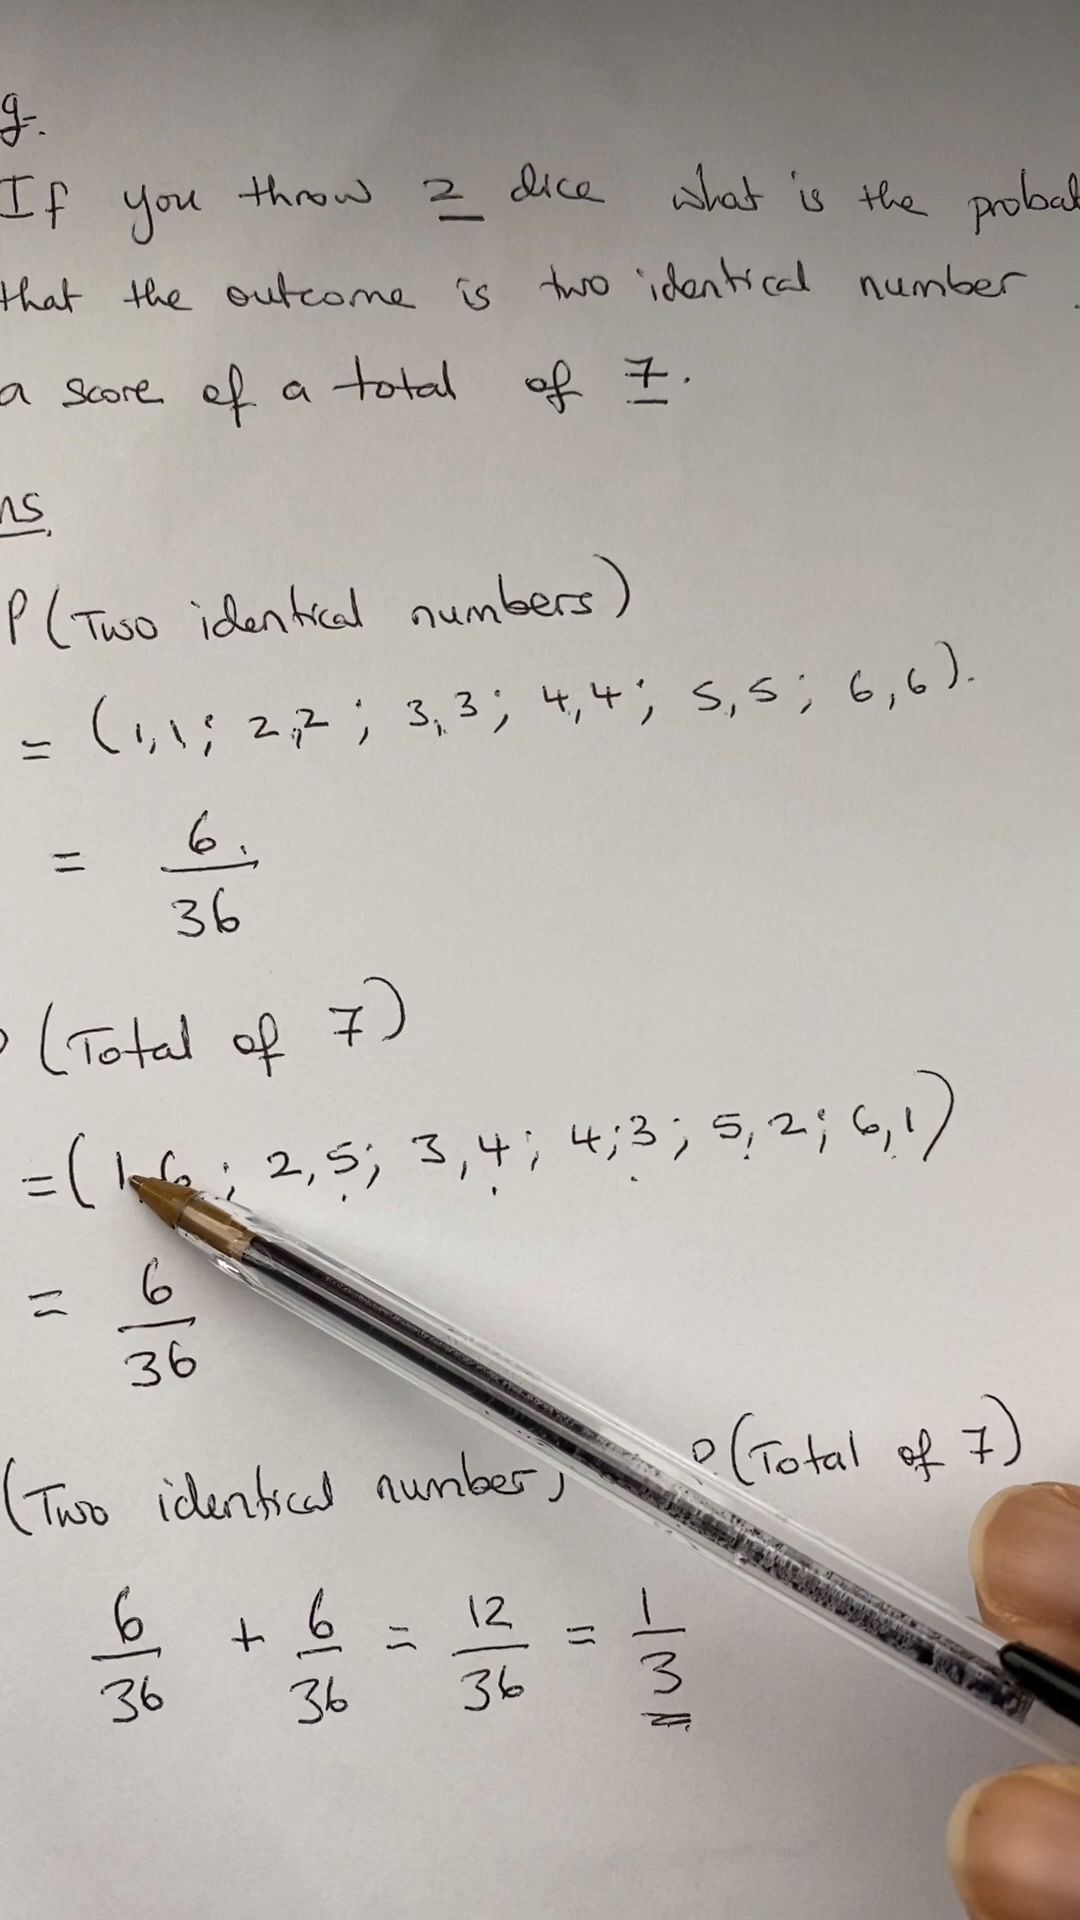 g.
If you throw 2 dice what is the probab
that the outcome is two identical number
a score of a total of 7.
ns
P(Two identical numbers)
= (1,1; 2,2; 3,3; 4,4; 5,5; 6,6).
= 6/36
(Total of 7)
=(1,6; 2,5; 3,4; 4;3; 5,2; 6,1)
= 6/36
(Two identical number) P(Total of 7)
6/36 + 6/36 = 12/36 = 1/3